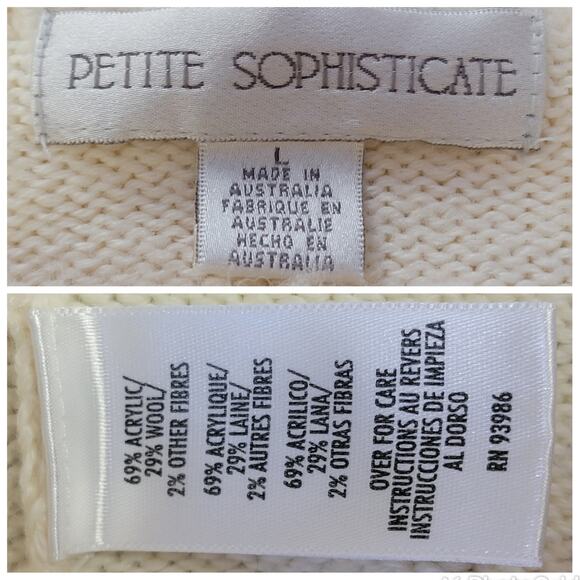 PETITE SOPHISTICATE
L
MADE IN
AUSTRALIA
FABRIQUE EN
AUSTRALIE
HECHO EN
AUSTRALIA
69% ACRYLIC/
29% WOOL/
2% OTHER FIBRES
69% ACRYLIQUE/
29% LAINE/
2% AUTRES FIBRES
69% ACRILICO/
29% LANA/
2% OTRAS FIBRAS
OVER FOR CARE
INSTRUCTIONS AU REVERS
INSTRUCCIONES DE IMPIEZA
AL DORSO
RN 93986